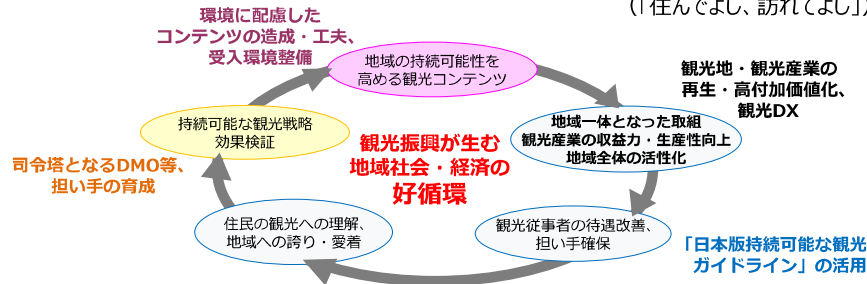 （「住んでよし、訪れてよし」）
環境に配慮した
コンテンツの造成・工夫、
受入環境整備
地域の持続可能性を
高める観光コンテンツ
観光地・観光産業の
再生・高付加価値化、
観光DX
持続可能な観光戦略
効果検証
観光振興が生む
地域社会・経済の
好循環
地域一体となった取組
観光産業の収益力・生産性向上
地域全体の活性化
司令塔となるDMO等、
担い手の育成
住民の観光への理解、
地域への誇り・愛着
観光従事者の待遇改善、
担い手確保
「日本版持続可能な観光
ガイドライン」の活用